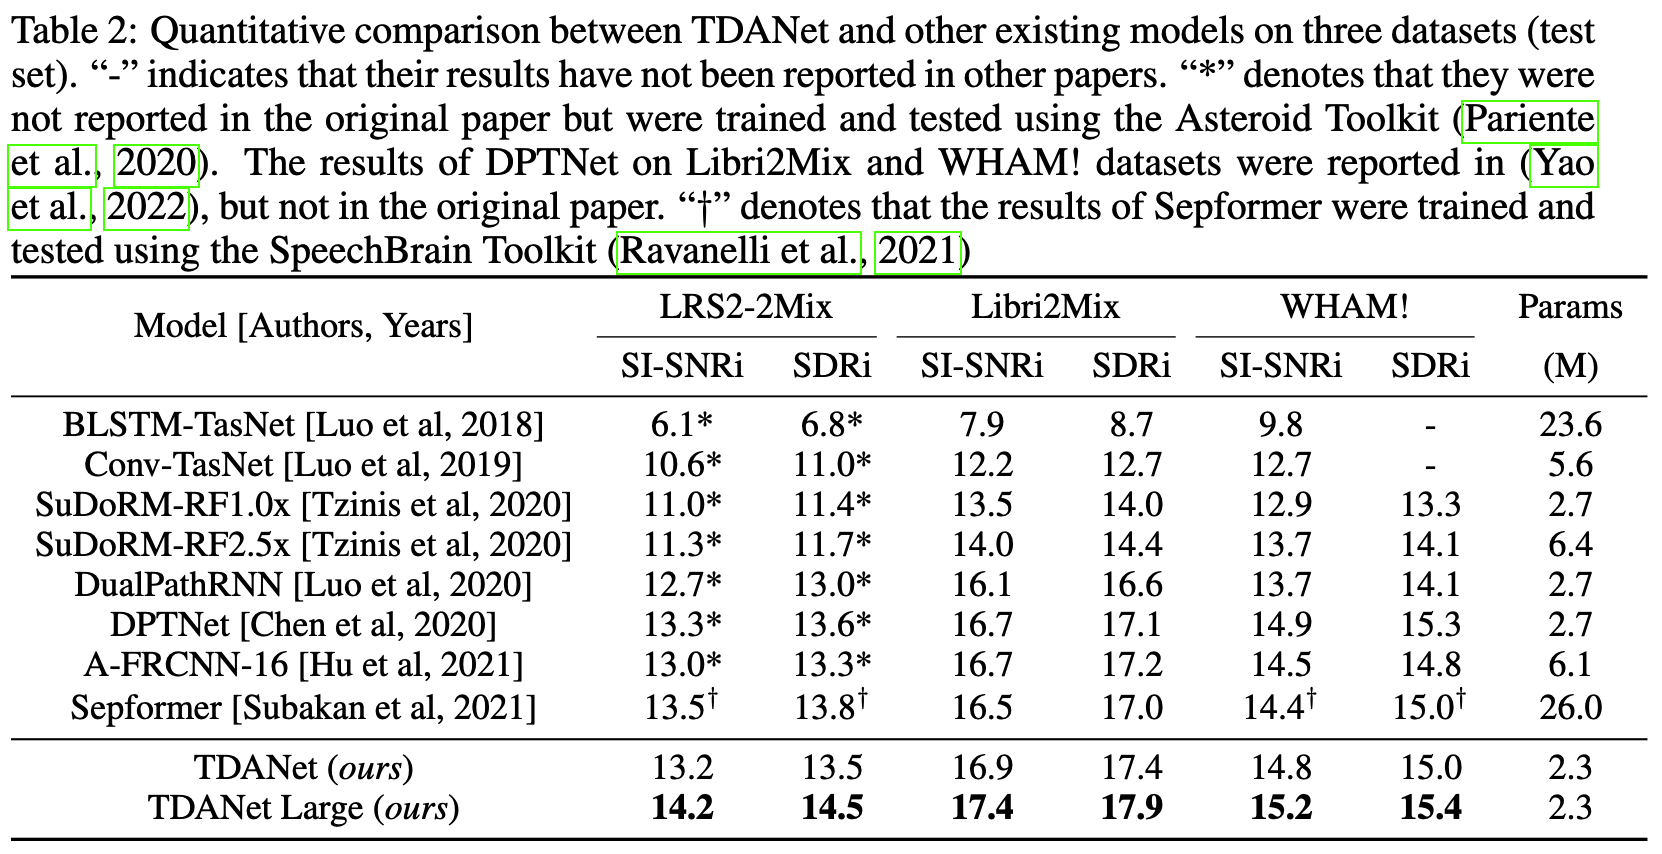 Table 2: Quantitative comparison between TDANet and other existing models on three datasets (test
set). “-” indicates that their results have not been reported in other papers. “*” denotes that they were
not reported in the original paper but were trained and tested using the Asteroid Toolkit (Pariente
et al., 2020). The results of DPTNet on Libri2Mix and WHAM! datasets were reported in (Yao
et al., 2022), but not in the original paper. “†” denotes that the results of Sepformer were trained and
tested using the SpeechBrain Toolkit (Ravanelli et al., 2021)
Model [Authors, Years] LRS2-2Mix Libri2Mix WHAM! Params
SI-SNRi SDRi SI-SNRi SDRi SI-SNRi SDRi (M)
BLSTM-TasNet [Luo et al, 2018] 6.1* 6.8* 7.9 8.7 9.8 - 23.6
Conv-TasNet [Luo et al, 2019] 10.6* 11.0* 12.2 12.7 12.7 - 5.6
SuDoRM-RF1.0x [Tzinis et al, 2020] 11.0* 11.4* 13.5 14.0 12.9 13.3 2.7
SuDoRM-RF2.5x [Tzinis et al, 2020] 11.3* 11.7* 14.0 14.4 13.7 14.1 6.4
DualPathRNN [Luo et al, 2020] 12.7* 13.0* 16.1 16.6 13.7 14.1 2.7
DPTNet [Chen et al, 2020] 13.3* 13.6* 16.7 17.1 14.9 15.3 2.7
A-FRCNN-16 [Hu et al, 2021] 13.0* 13.3* 16.7 17.2 14.5 14.8 6.1
Sepformer [Subakan et al, 2021] 13.5† 13.8† 16.5 17.0 14.4† 15.0† 26.0
TDANet (ours) 13.2 13.5 16.9 17.4 14.8 15.0 2.3
TDANet Large (ours) 14.2 14.5 17.4 17.9 15.2 15.4 2.3